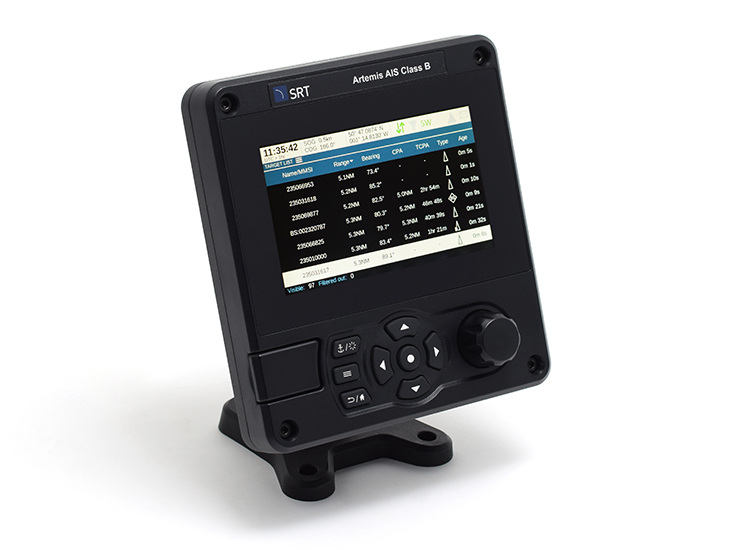 SRT
Artemis AIS Class B
11:35:42 SOG 0.6kn 50° 47.0874' N 5W
COG 186.0° 001° 14.8130' W
TARGET LIST
Name/MMSI Range Bearing CPA TCPA Type Age
235066953 5.1NM 73.4° - - 0m 5s
235031618 5.2NM 85.2° - - 0m 1s
235069877 5.2NM 82.5° - - 0m 10s
BS:002320787 5.3NM 80.3° 5.0NM 2hr 54m 0m 9s
235066825 5.3NM 79.7° 5.2NM 46m 48s 0m 21s
235010000 5.3NM 83.4° 5.3NM 40m 39s 0m 32s
235031617 5.3NM 89.1° 5.2NM 1hr 21m
Visible: 97 Filtered out: 0